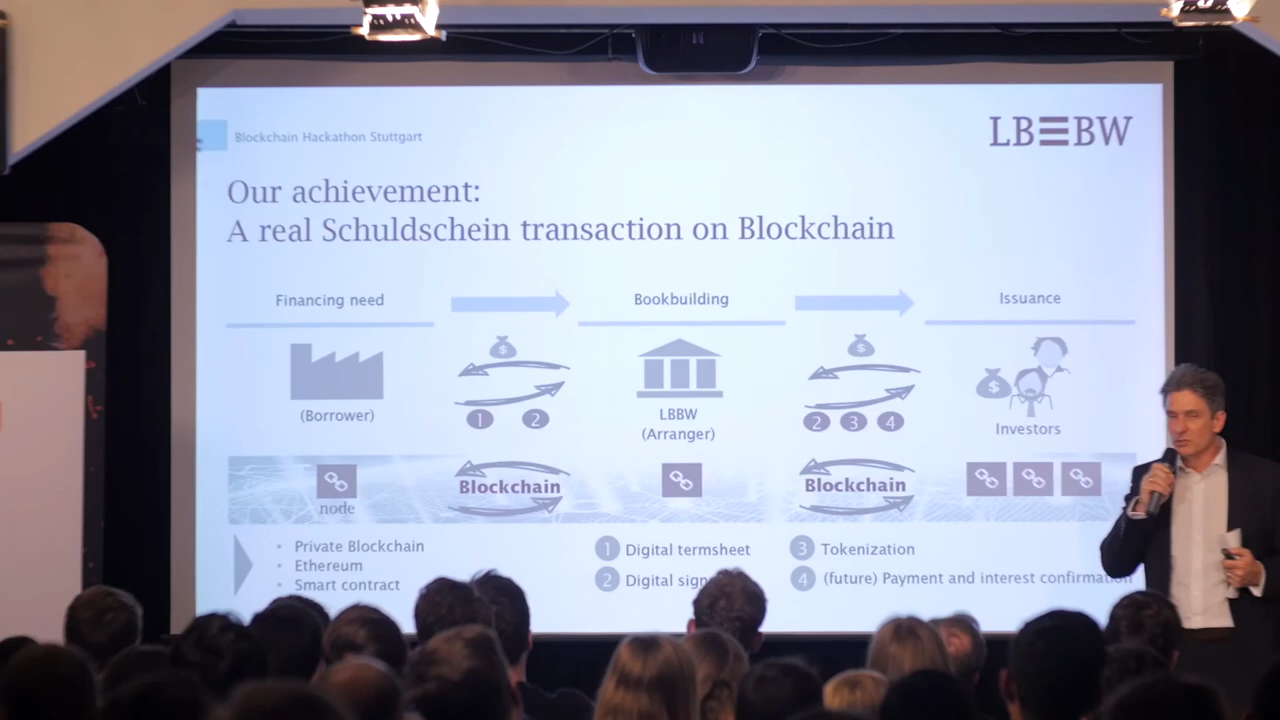 Blockchain Hackathon Stuttgart
LBBW
Our achievement:
A real Schuldschein transaction on Blockchain
Financing need
Bookbuilding
Issuance
$
$
$
(Borrower)
1 2
LBBW
(Arranger)
2 3 4
Investors
node
Blockchain
Blockchain
• Private Blockchain
• Ethereum
• Smart contract
1 Digital termsheet
2 Digital
3 Tokenization
4 (future) Payment and interest confirmation